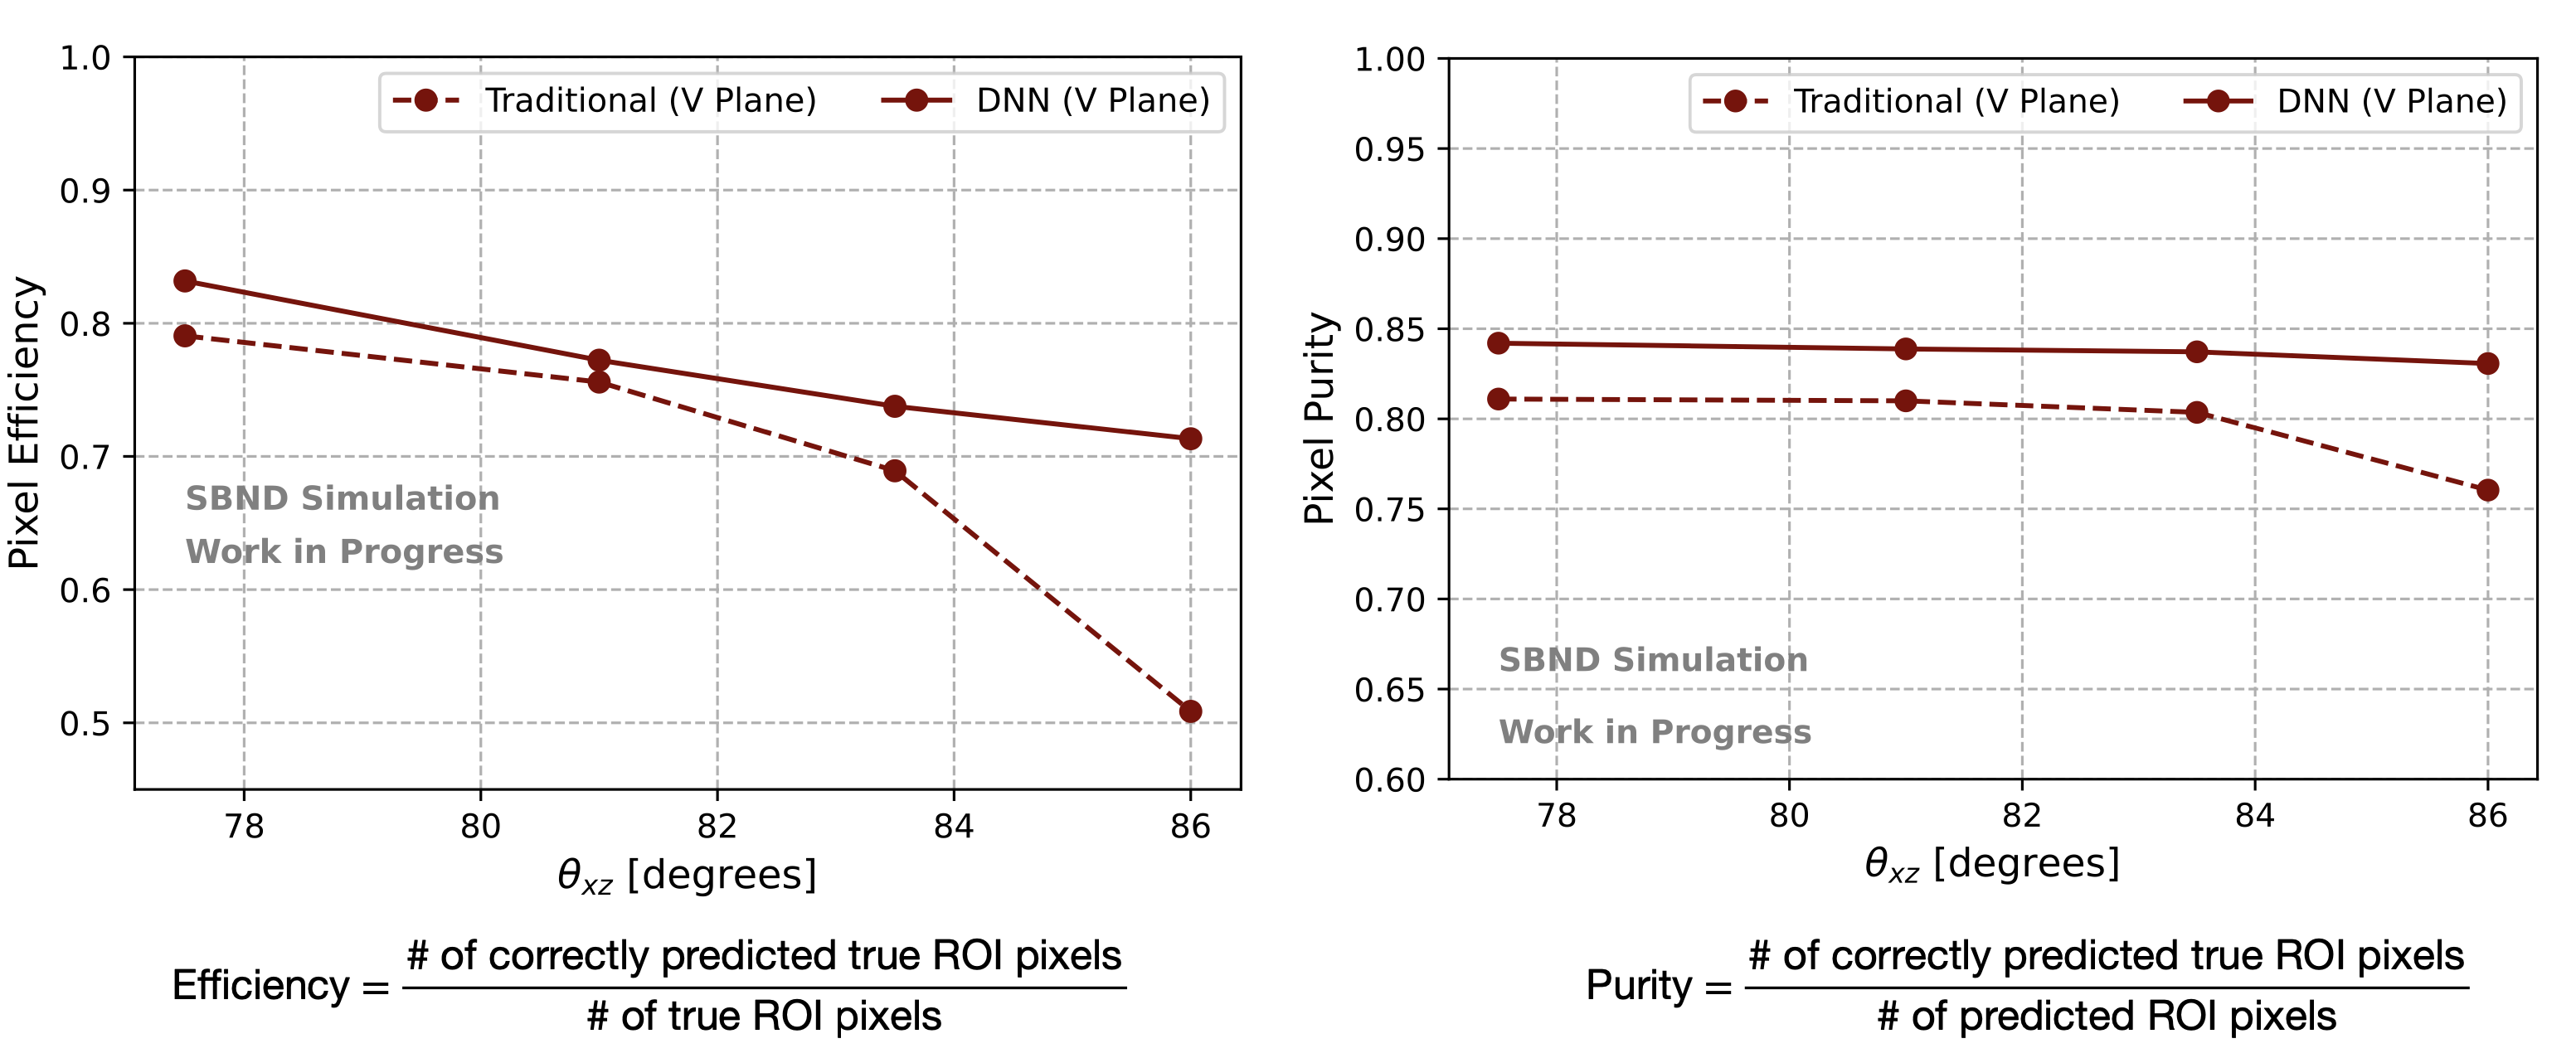 Traditional (V Plane)
DNN (V Plane)
1.0
0.9
0.8
0.7
0.6
0.5
Pixel Efficiency
SBND Simulation
Work in Progress
78 80 82 84 86
θxz [degrees]
Efficiency = # of correctly predicted true ROI pixels
# of true ROI pixels
Traditional (V Plane)
DNN (V Plane)
1.00
0.95
0.90
0.85
0.80
0.75
0.70
0.65
0.60
Pixel Purity
SBND Simulation
Work in Progress
78 80 82 84 86
θxz [degrees]
Purity = # of correctly predicted true ROI pixels
# of predicted ROI pixels